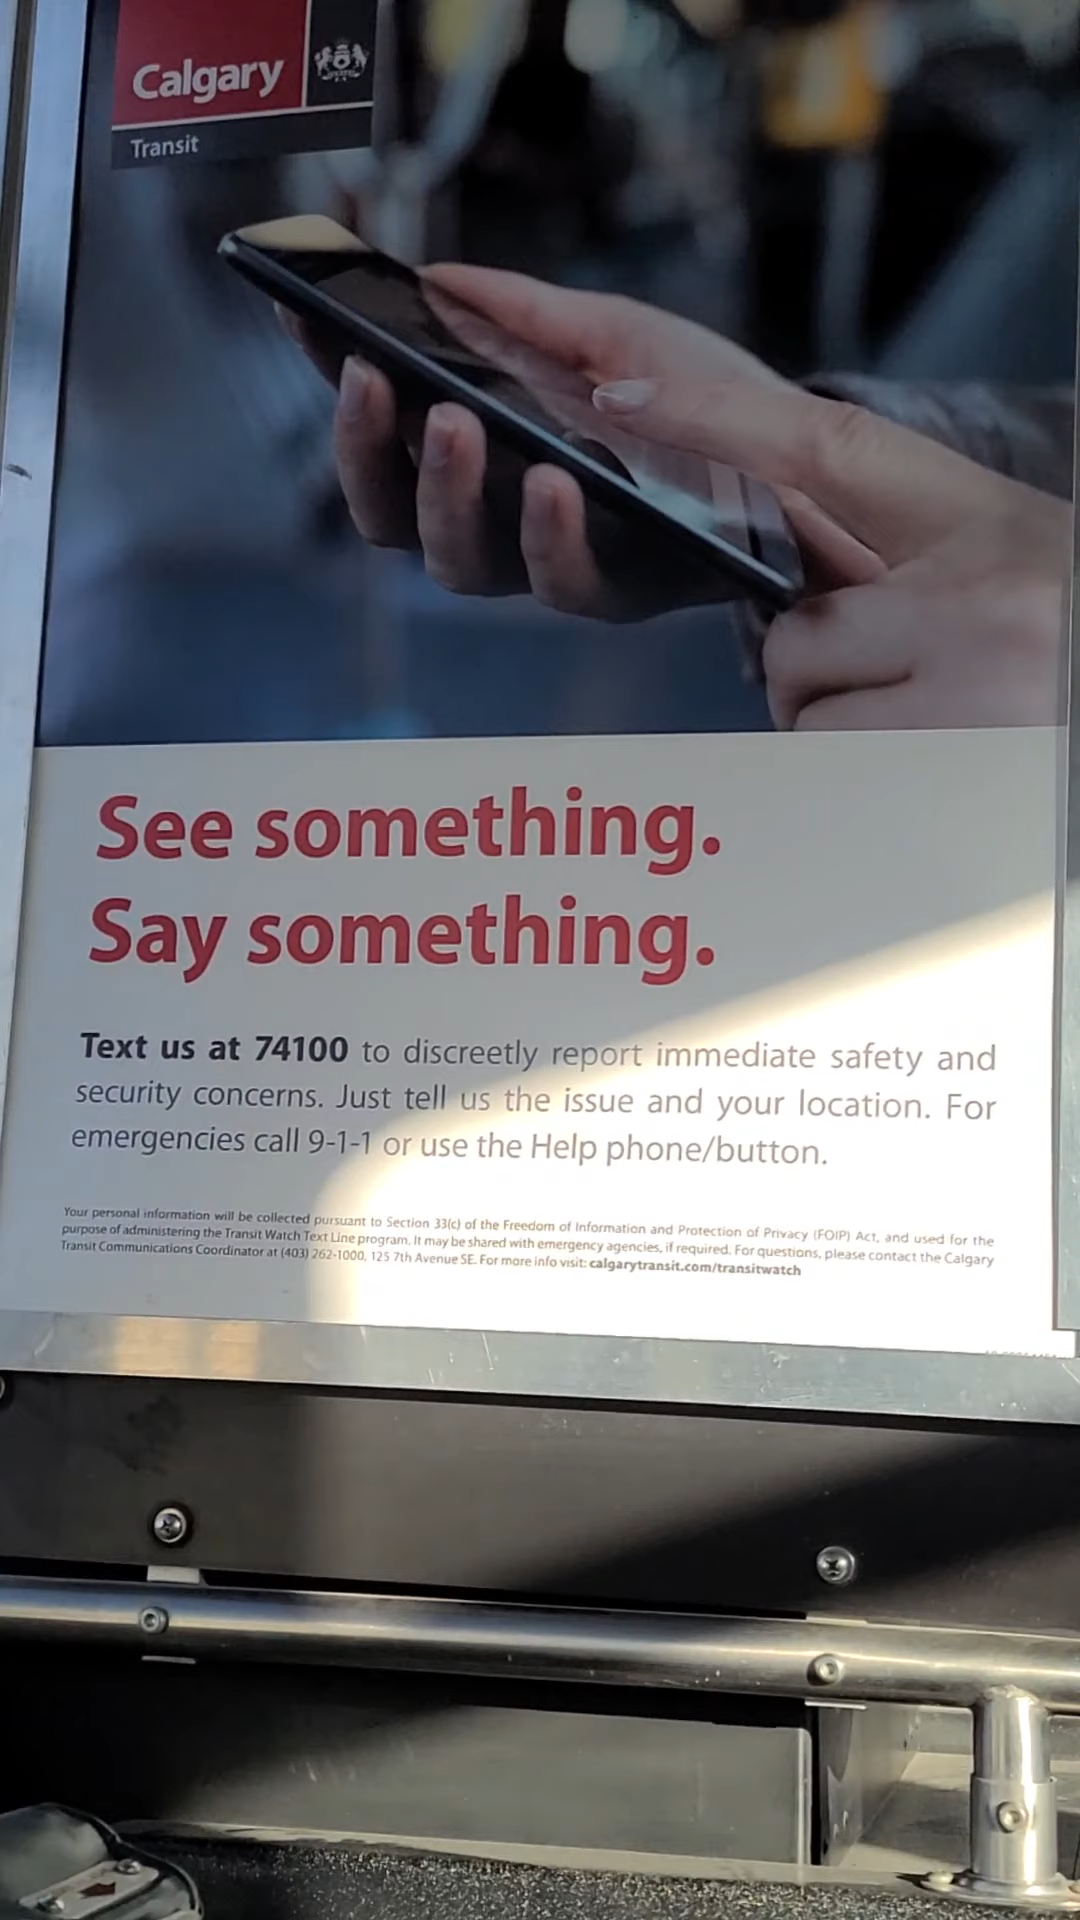 Calgary
Transit
See something.
Say something.
Text us at 74100 to discreetly report immediate safety and
security concerns. Just tell us the issue and your location. For
emergencies call 9-1-1 or use the Help phone/button.
Your personal information will be collected pursuant to Section 33(c) of the Freedom of Information and Protection of Privacy (FOIP) Act, and used for the
purpose of administering the Transit Watch Text Line program. It may be shared with emergency agencies, if required. For questions, please contact the Calgary
Transit Communications Coordinator at (403) 262-1000, 125 7th Avenue SE. For more info visit: calgarytransit.com/transitwatch